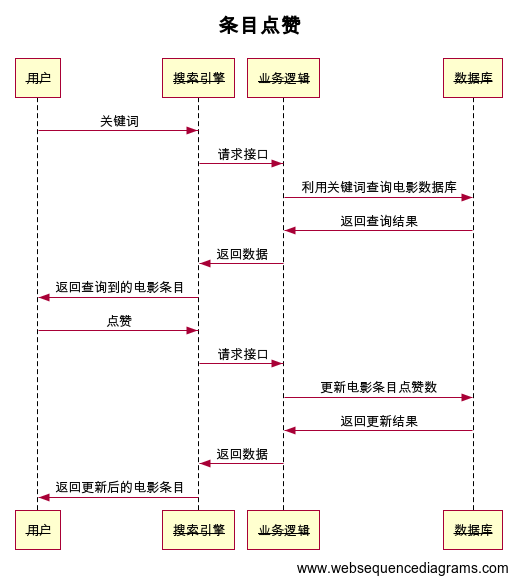 条目点赞
用户 搜索引擎 业务逻辑 数据库
关键词
请求接口
利用关键词查询电影数据库
返回查询结果
返回数据
返回查询到的电影条目
点赞
请求接口
更新电影条目点赞数
返回更新结果
返回数据
返回更新后的电影条目
用户 搜索引擎 业务逻辑 数据库
www.websequencediagrams.com